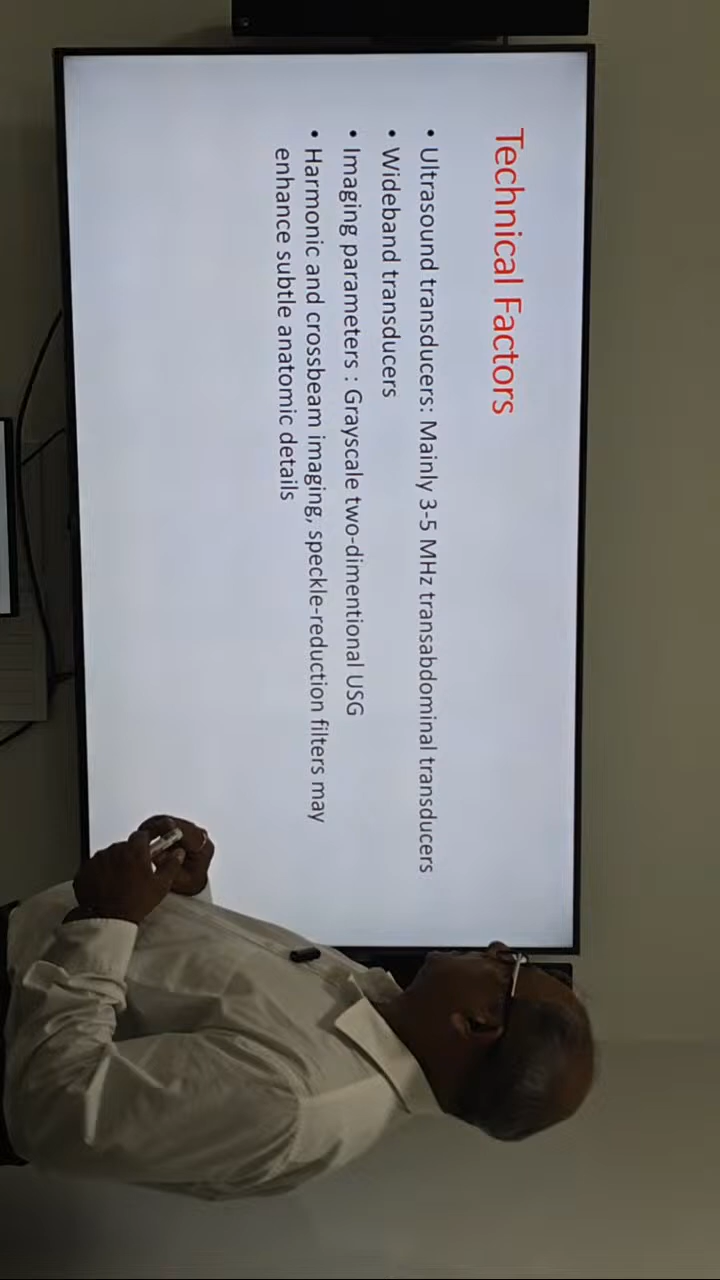 Technical Factors
• Ultrasound transducers: Mainly 3-5 MHz transabdominal transducers
• Wideband transducers
• Imaging parameters : Grayscale two-dimentional USG
• Harmonic and crossbeam imaging, speckle-reduction filters may
enhance subtle anatomic details